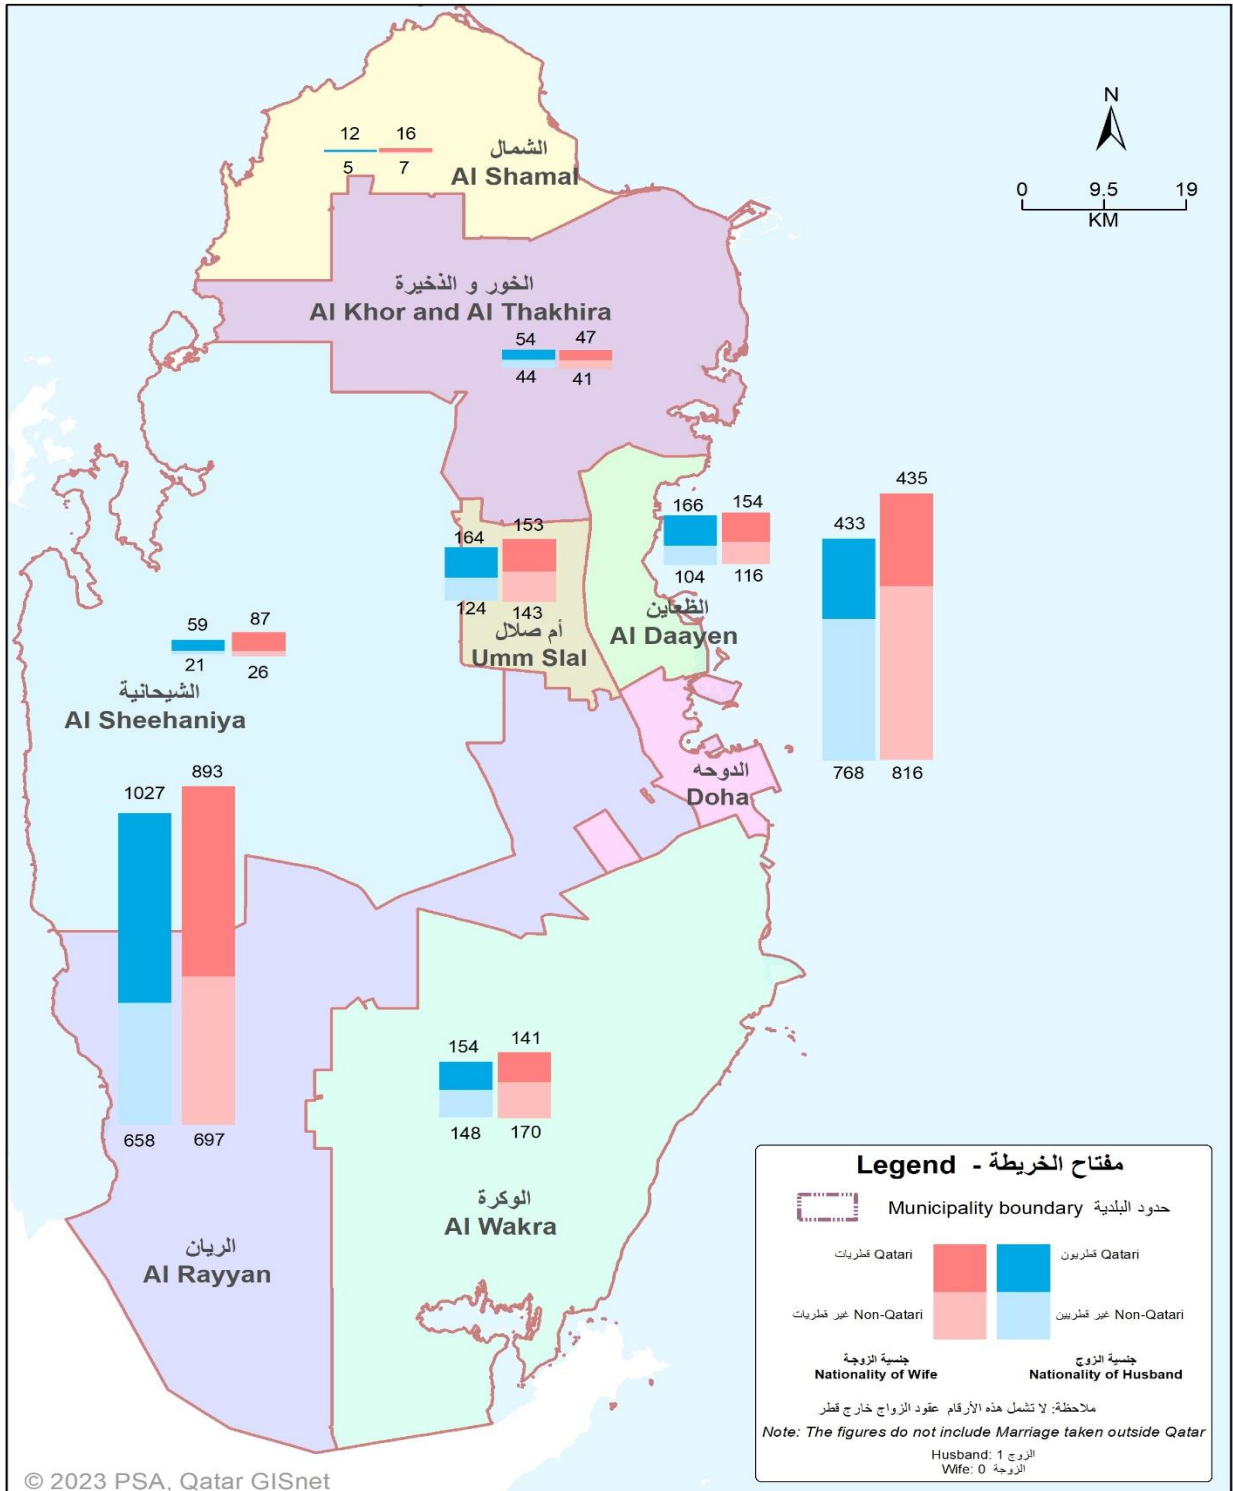 N
0 9.5 19
KM
12 16
5 7
الشمال
Al Shamal
الخور و الذخيرة
Al Khor and Al Thakhira
54 47
44 41
435
433
166 154
104 116
768 816
164 153
124 143
الظعاين
Al Daayen
أم صلال
Umm Slal
59 87
21 26
الشيحانية
Al Sheehaniya
الدوحه
Doha
1027 893
658 697
154 141
148 170
الوكرة
Al Wakra
الريان
Al Rayyan
Legend - مفتاح الخريطة
Municipality boundary حدود البلدية
قطريات Qatari
قطريون Qatari
غير قطريات Non-Qatari
غير قطريين Non-Qatari
جنسية الزوجة
Nationality of Wife
جنسية الزوج
Nationality of Husband
ملاحظة: لا تشمل هذه الأرقام عقود الزواج خارج قطر
Note: The figures do not include Marriage taken outside Qatar
Husband: 1 الزوج
Wife: 0 الزوجة
© 2023 PSA, Qatar GISnet